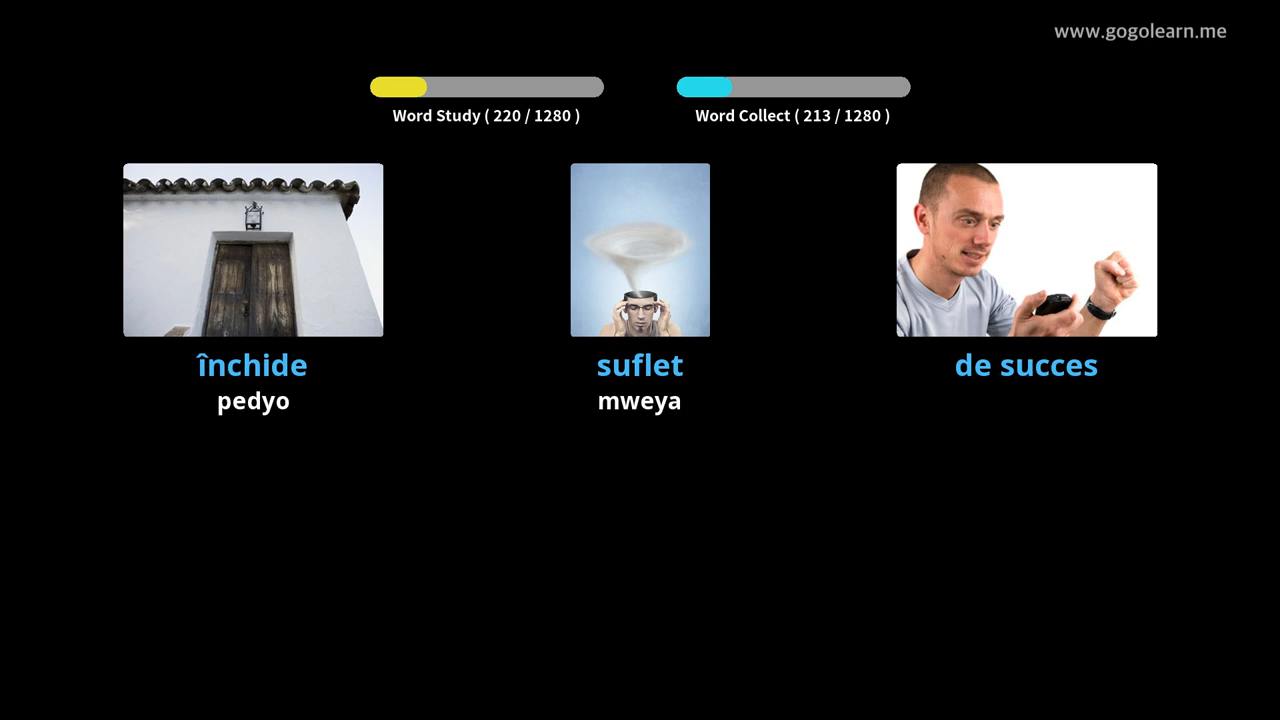 www.gogolearn.me
Word Study ( 220 / 1280 )
Word Collect ( 213 / 1280 )
închide
pedyo
suflet
mweya
de succes